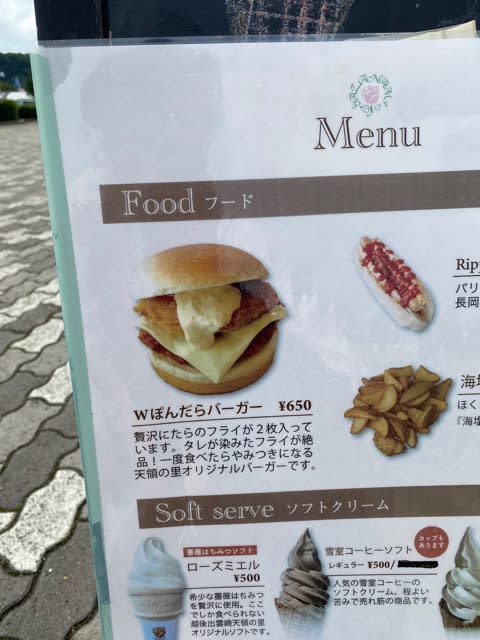 Menu
Food フード
Wぽんだらバーガー ¥650
贅沢にたらのフライが2枚入って
います。タレが染みたフライが絶
品！一度食べたらやみつきになる
天領の里オリジナルバーガーです。
Ripp
パリ
長岡
海塩
ほく
『海塩
Soft serve ソフトクリーム
薔薇はちみつソフト
ローズミエル
¥500
希少な薔薇はちみつ
を贅沢に使用。ここ
でしか食べられない
越後出雲崎天領の里
オリジナルソフトです。
雪室コーヒーソフト
レギュラー ¥500/
人気の雪室コーヒーの
ソフトクリーム。程よい
苦みで売れ筋の商品です。
カップも
あります